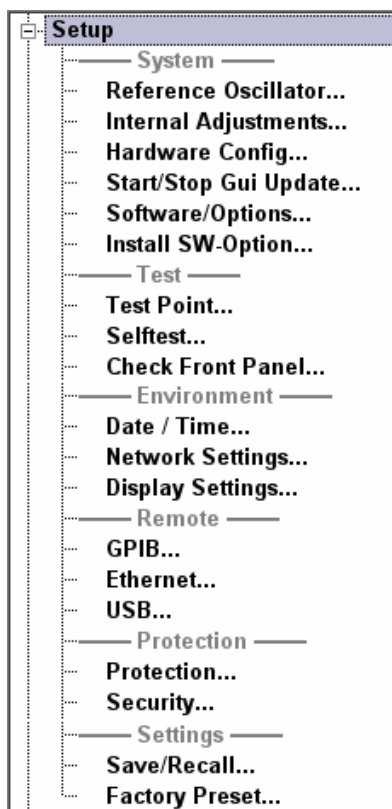 Setup
System
Reference Oscillator...
Internal Adjustments...
Hardware Config...
Start/Stop Gui Update...
Software/Options...
Install SW-Option...
Test
Test Point...
Selftest...
Check Front Panel...
Environment
Date / Time...
Network Settings...
Display Settings...
Remote
GPIB...
Ethernet...
USB...
Protection
Protection...
Security...
Settings
Save/Recall...
Factory Preset...